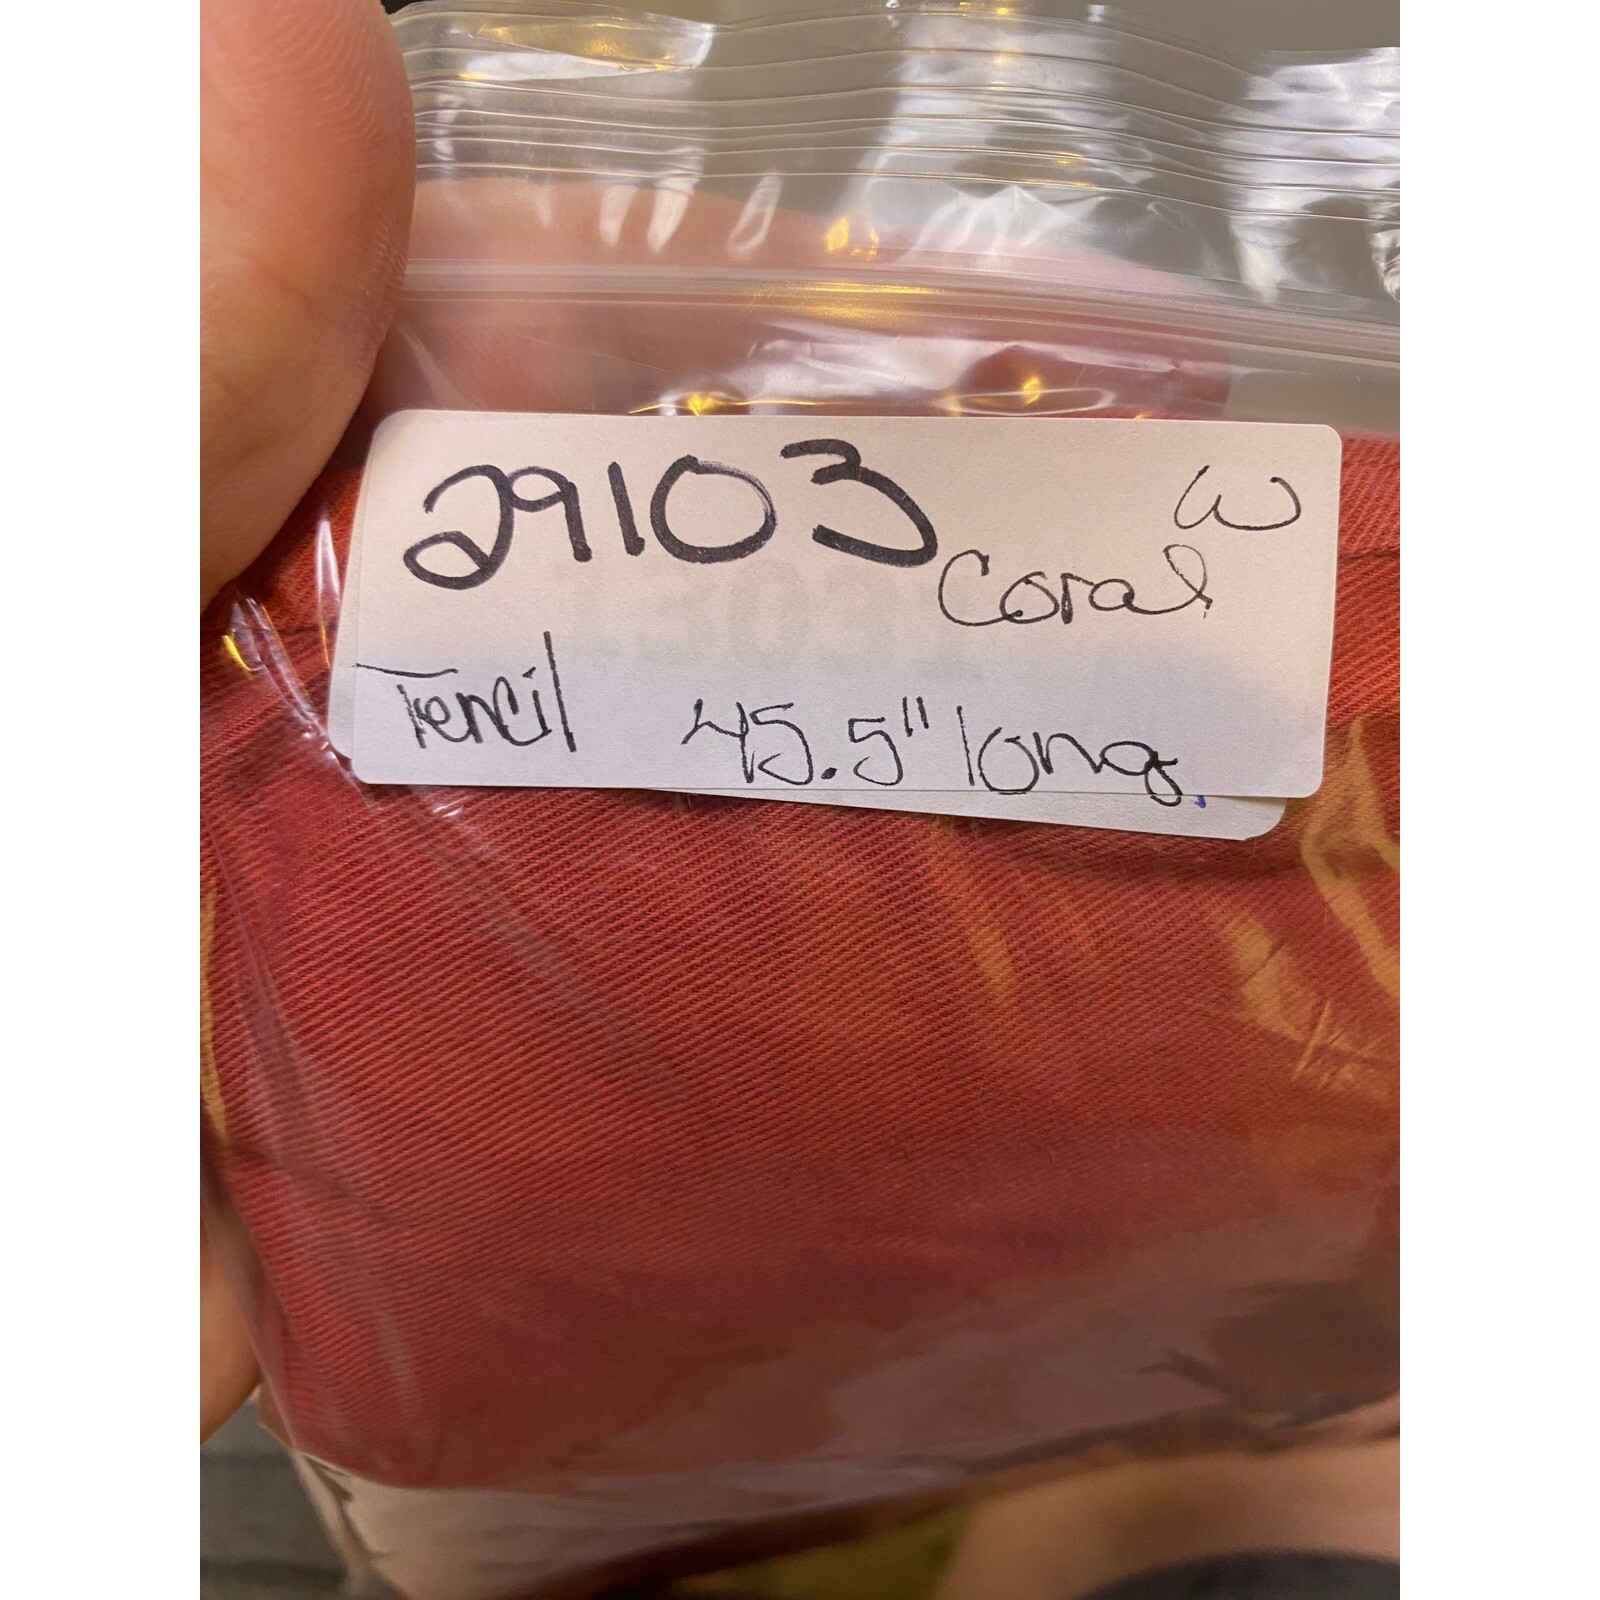 29103 W
Coral
Tencil 45.5" long